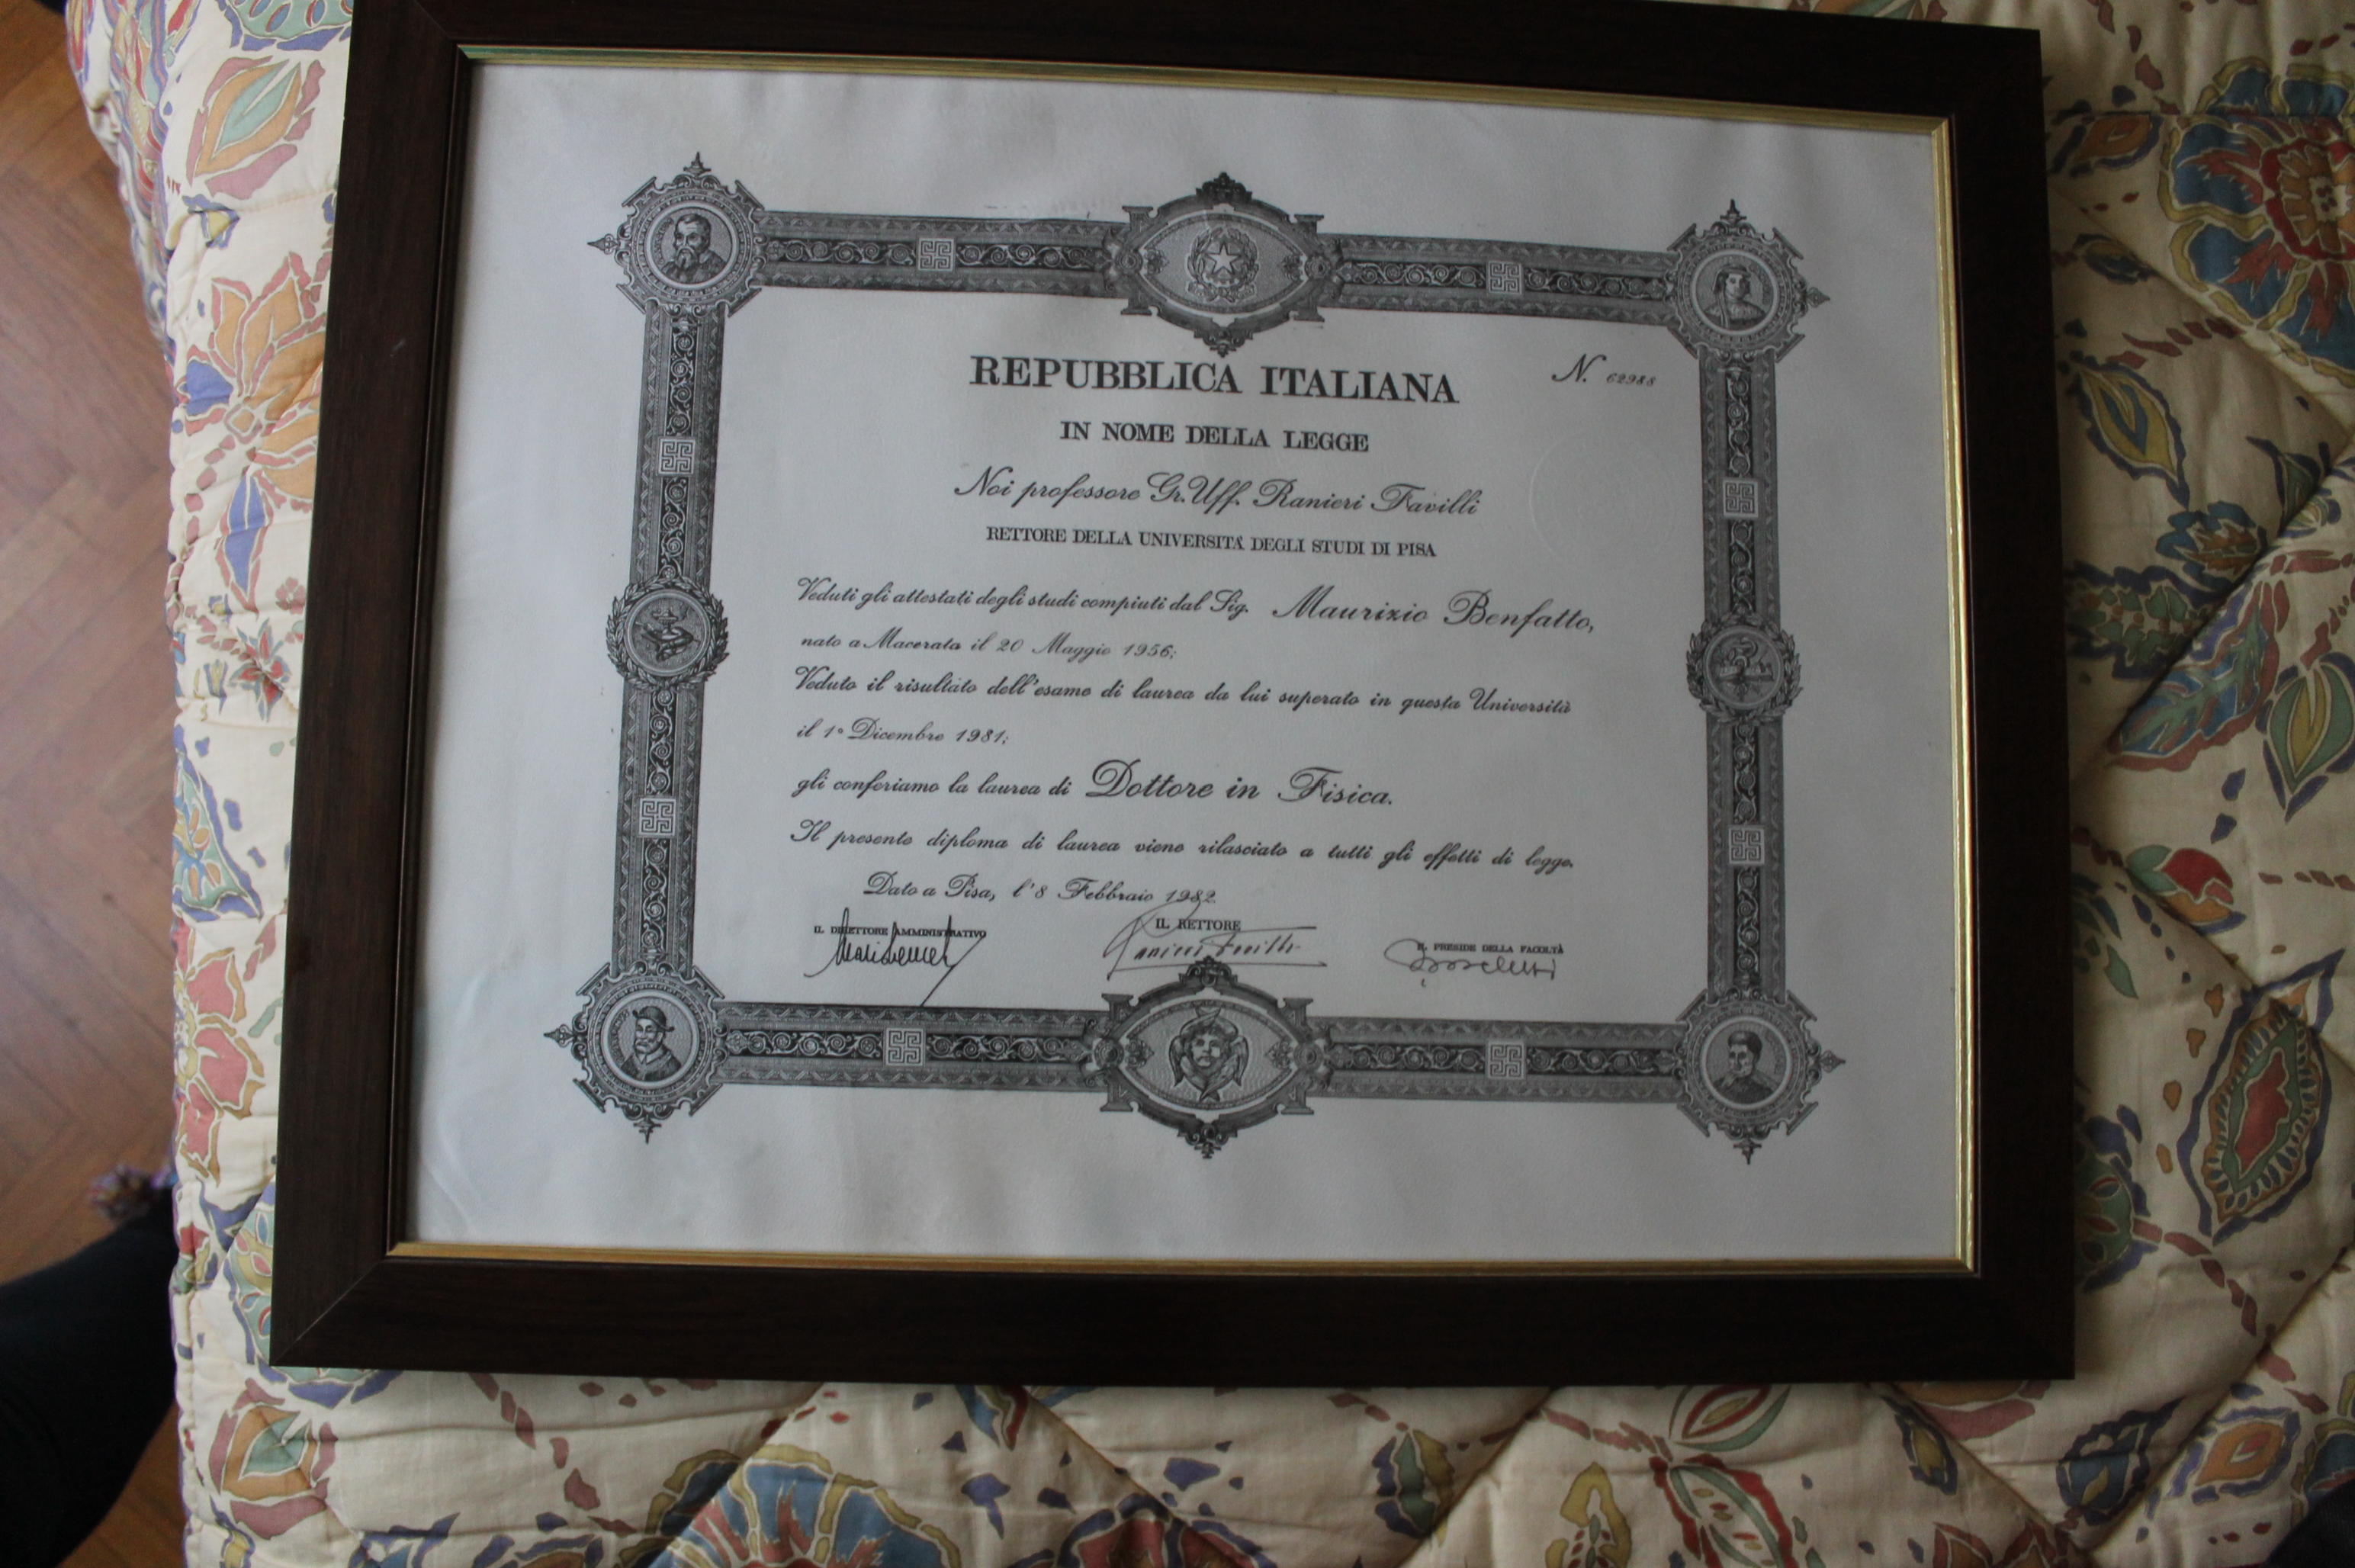 REPUBBLICA ITALIANA
N. 62988
IN NOME DELLA LEGGE
Noi professore Gr. Uff. Ranieri Favilli
RETTORE DELLA UNIVERSITÁ DEGLI STUDI DI PISA
Veduti gli attestati degli studi compiuti dal Sig. Maurizio Benfatto,
nato a Macerata il 20 Maggio 1956;
Veduto il risultato dell'esame di laurea da lui superato in questa Università
il 1º Dicembre 1981;
gli conferiamo la laurea di Dottore in Fisica.
Il presente diploma di laurea viene rilasciato a tutti gli effetti di legge.
Dato a Pisa, l'8 Febbraio 1982
IL DIRETTORE AMMINISTRATIVO
IL RETTORE
IL PRESIDE DELLA FACOLTÀ
Ranieri Favilli